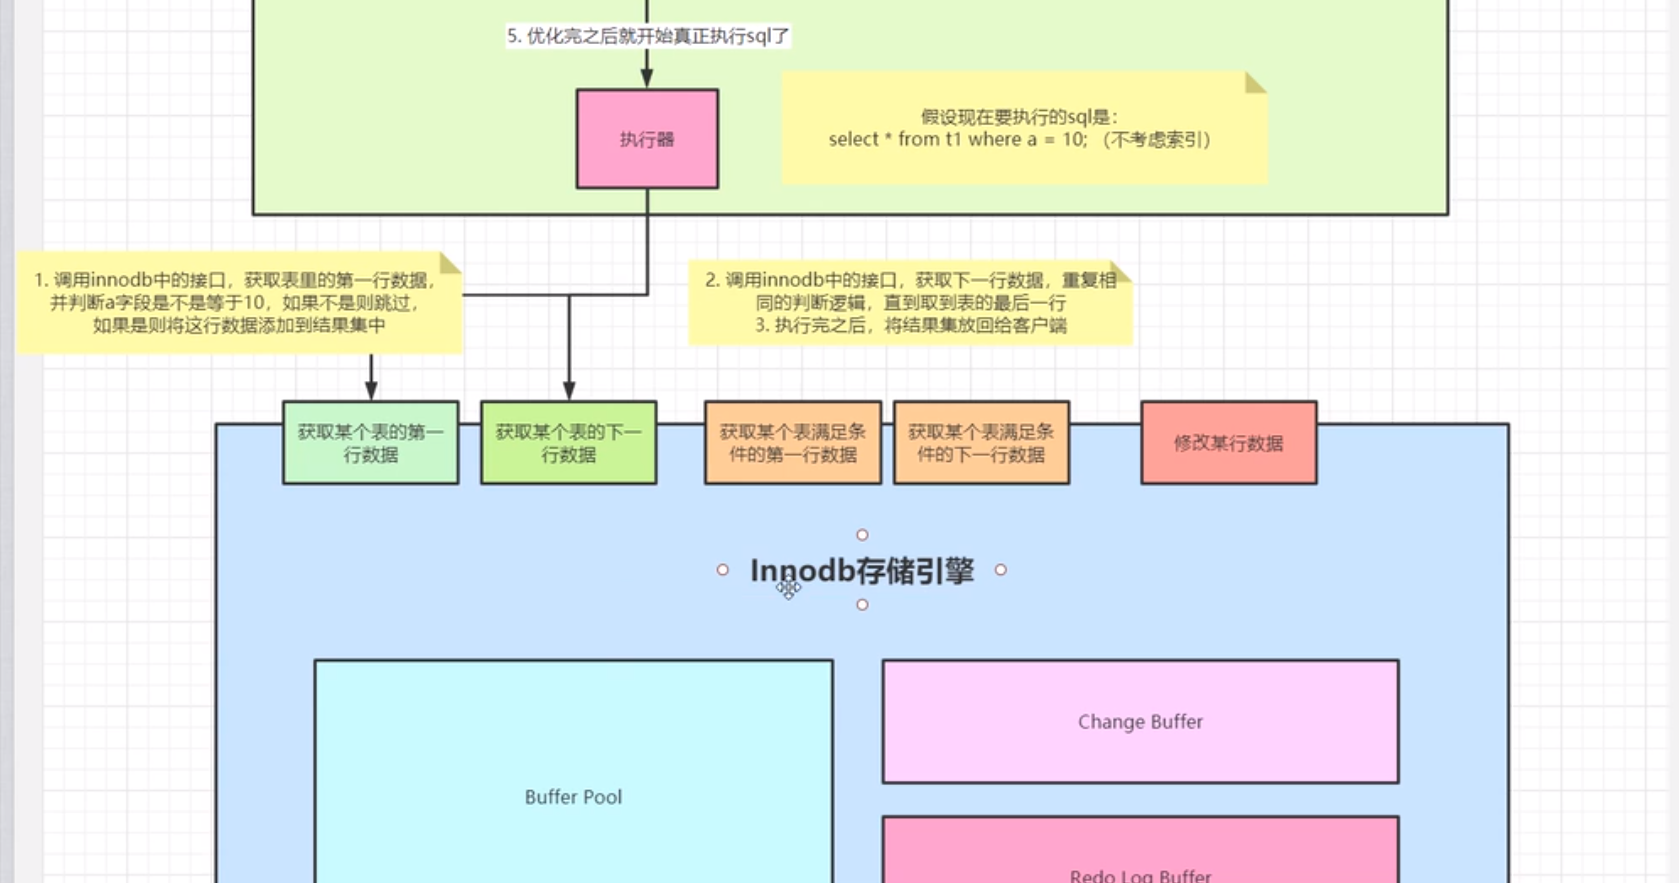 5. 优化完之后就开始真正执行sql了
执行器
假设现在要执行的sql是：
select * from t1 where a = 10; （不考虑索引）
1. 调用innodb中的接口，获取表里的第一行数据，
并判断a字段是不是等于10，如果不是则跳过，
如果是则将这行数据添加到结果集中
2. 调用innodb中的接口，获取下一行数据，重复相
同的判断逻辑，直到取到表的最后一行
3. 执行完之后，将结果集放回给客户端
获取某个表的第一
行数据
获取某个表的下一
行数据
获取某个表满足条
件的第一行数据
获取某个表满足条
件的下一行数据
修改某行数据
Innodb存储引擎
Buffer Pool
Change Buffer
Redo Log Buffer